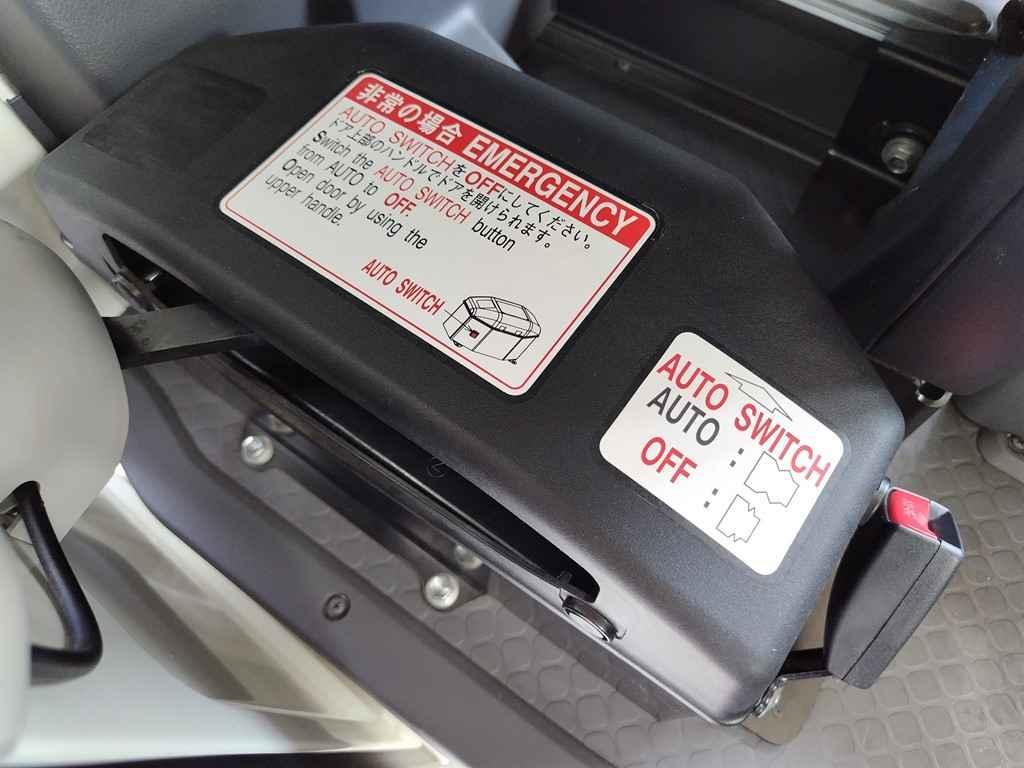 非常の場合 EMERGENCY
AUTO SWITCHをOFFにしてください。
ドア上部のハンドルでドアを開けられます。
Switch the AUTO SWITCH button
from AUTO to OFF.
Open door by using the
upper handle.
AUTO SWITCH
AUTO SWITCH
AUTO :
OFF :